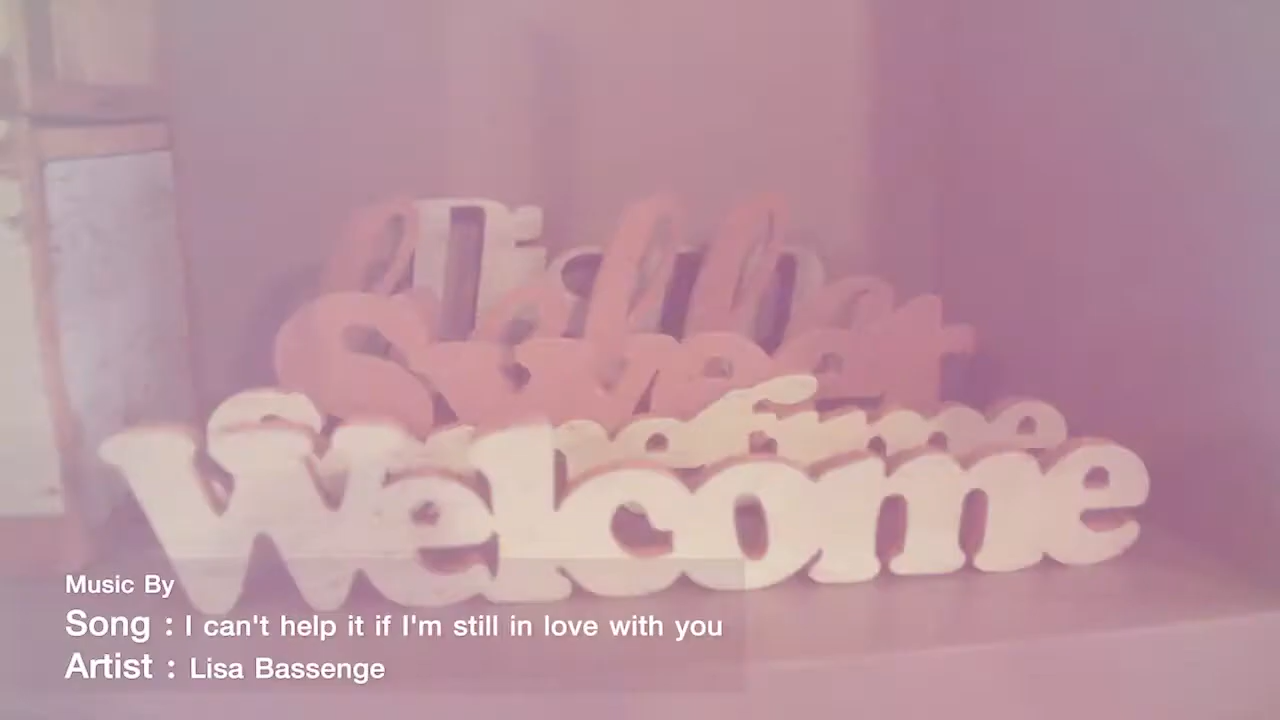 Sweet
Welcome
Music By
Song : I can't help it if I'm still in love with you
Artist : Lisa Bassenge